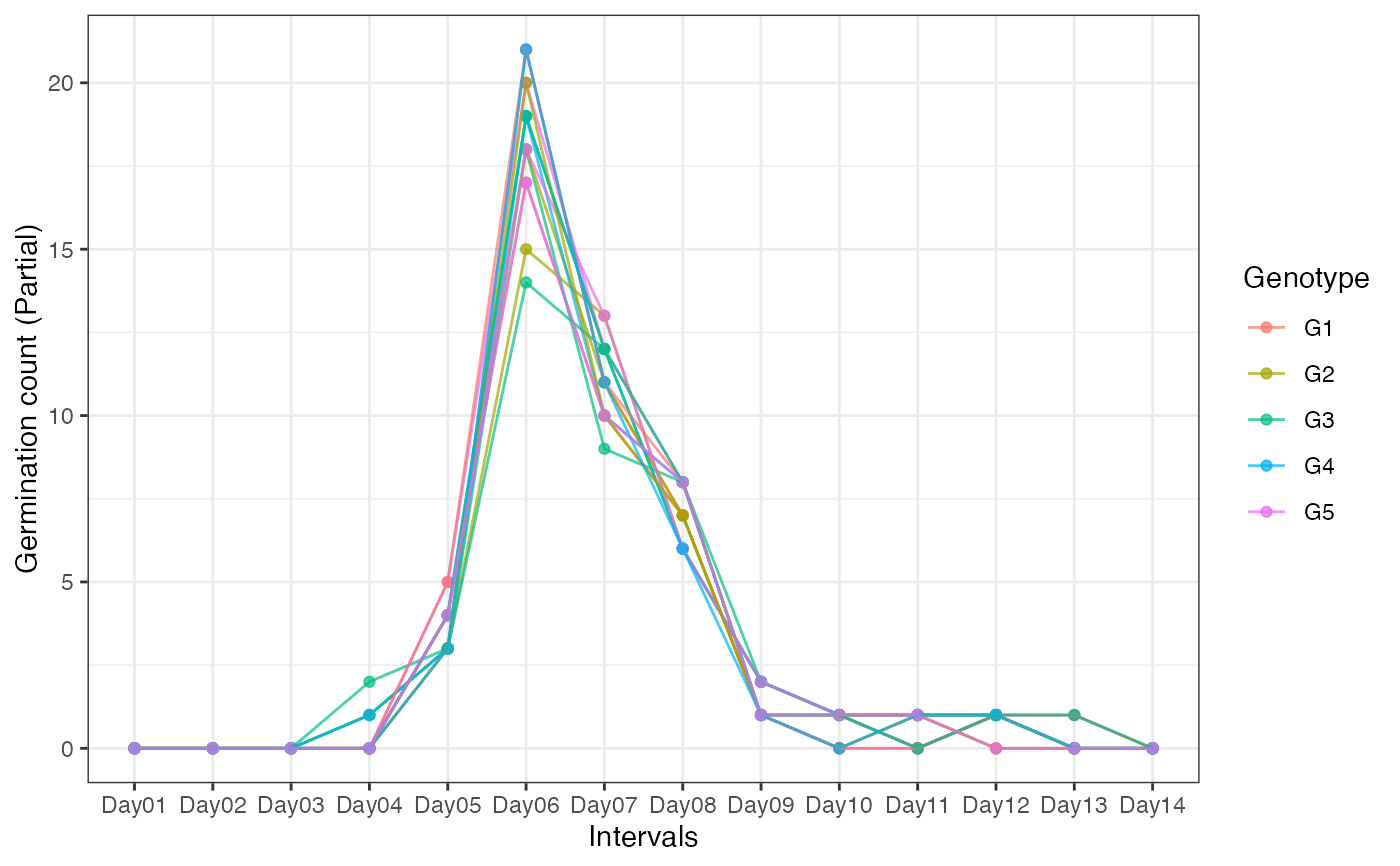 Germination count (Partial)
20
15
10
5
0
Day01 Day02 Day03 Day04 Day05 Day06 Day07 Day08 Day09 Day10 Day11 Day12 Day13 Day14
Intervals
Genotype
G1
G2
G3
G4
G5